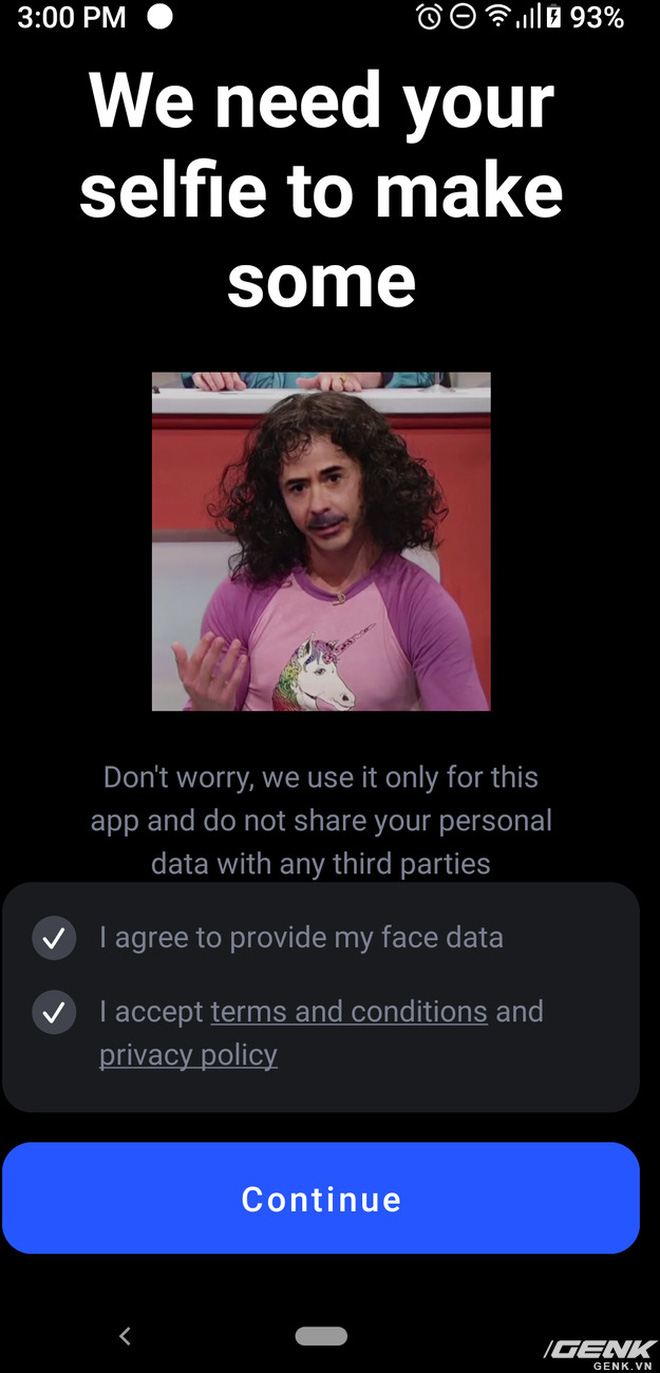 3:00 PM 93%
We need your
selfie to make
some
Don't worry, we use it only for this
app and do not share your personal
data with any third parties
I agree to provide my face data
I accept terms and conditions and
privacy policy
Continue
GENK
GENK.VN